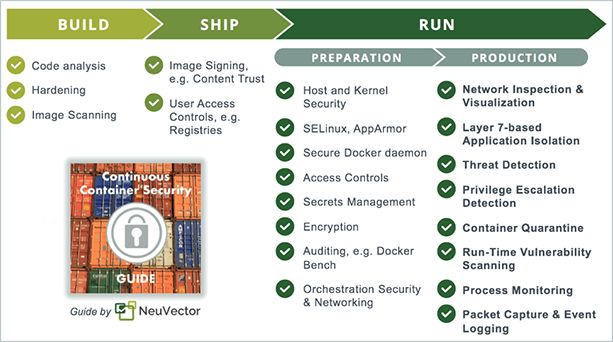 BUILD
SHIP
RUN
Code analysis
Hardening
Image Scanning
Image Signing,
e.g. Content Trust
User Access
Controls, e.g.
Registries
PREPARATION
Host and Kernel
Security
SELinux, AppArmor
Secure Docker daemon
Access Controls
Secrets Management
Encryption
Auditing, e.g. Docker
Bench
Orchestration Security
& Networking
PRODUCTION
Network Inspection &
Visualization
Layer 7-based
Application Isolation
Threat Detection
Privilege Escalation
Detection
Container Quarantine
Run-Time Vulnerability
Scanning
Process Monitoring
Packet Capture & Event
Logging
Continuous
Container Security
GUIDE
Guide by NeuVector